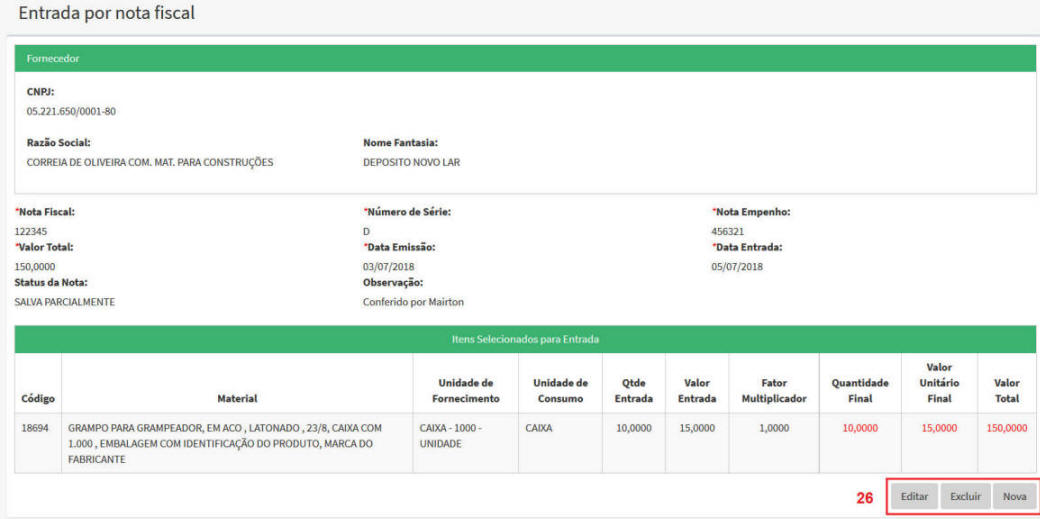 Entrada por nota fiscal
Fornecedor
CNPJ:
05.221.650/0001-80
Razão Social: Nome Fantasia:
CORREIA DE OLIVEIRA COM. MAT. PARA CONSTRUÇÕES DEPOSITO NOVO LAR
*Nota Fiscal: *Número de Série: *Nota Empenho:
122345 D 456321
*Valor Total: *Data Emissão: *Data Entrada:
150,0000 03/07/2018 05/07/2018
Status da Nota: Observação:
SALVA PARCIALMENTE Conferido por Mairton
Itens Selecionados para Entrada
Código Material Unidade de Fornecimento Unidade de Consumo Qtde Entrada Valor Entrada Fator Multiplicador Quantidade Final Valor Unitário Final Valor Total
18694 GRAMPO PARA GRAMPEADOR, EM ACO , LATONADO , 23/8, CAIXA COM CAIXA - 1000 - CAIXA 10,0000 15,0000 1,0000 10,0000 15,0000 150,0000
1.000 , EMBALAGEM COM IDENTIFICAÇÃO DO PRODUTO, MARCA DO UNIDADE
FABRICANTE
26 Editar Excluir Nova